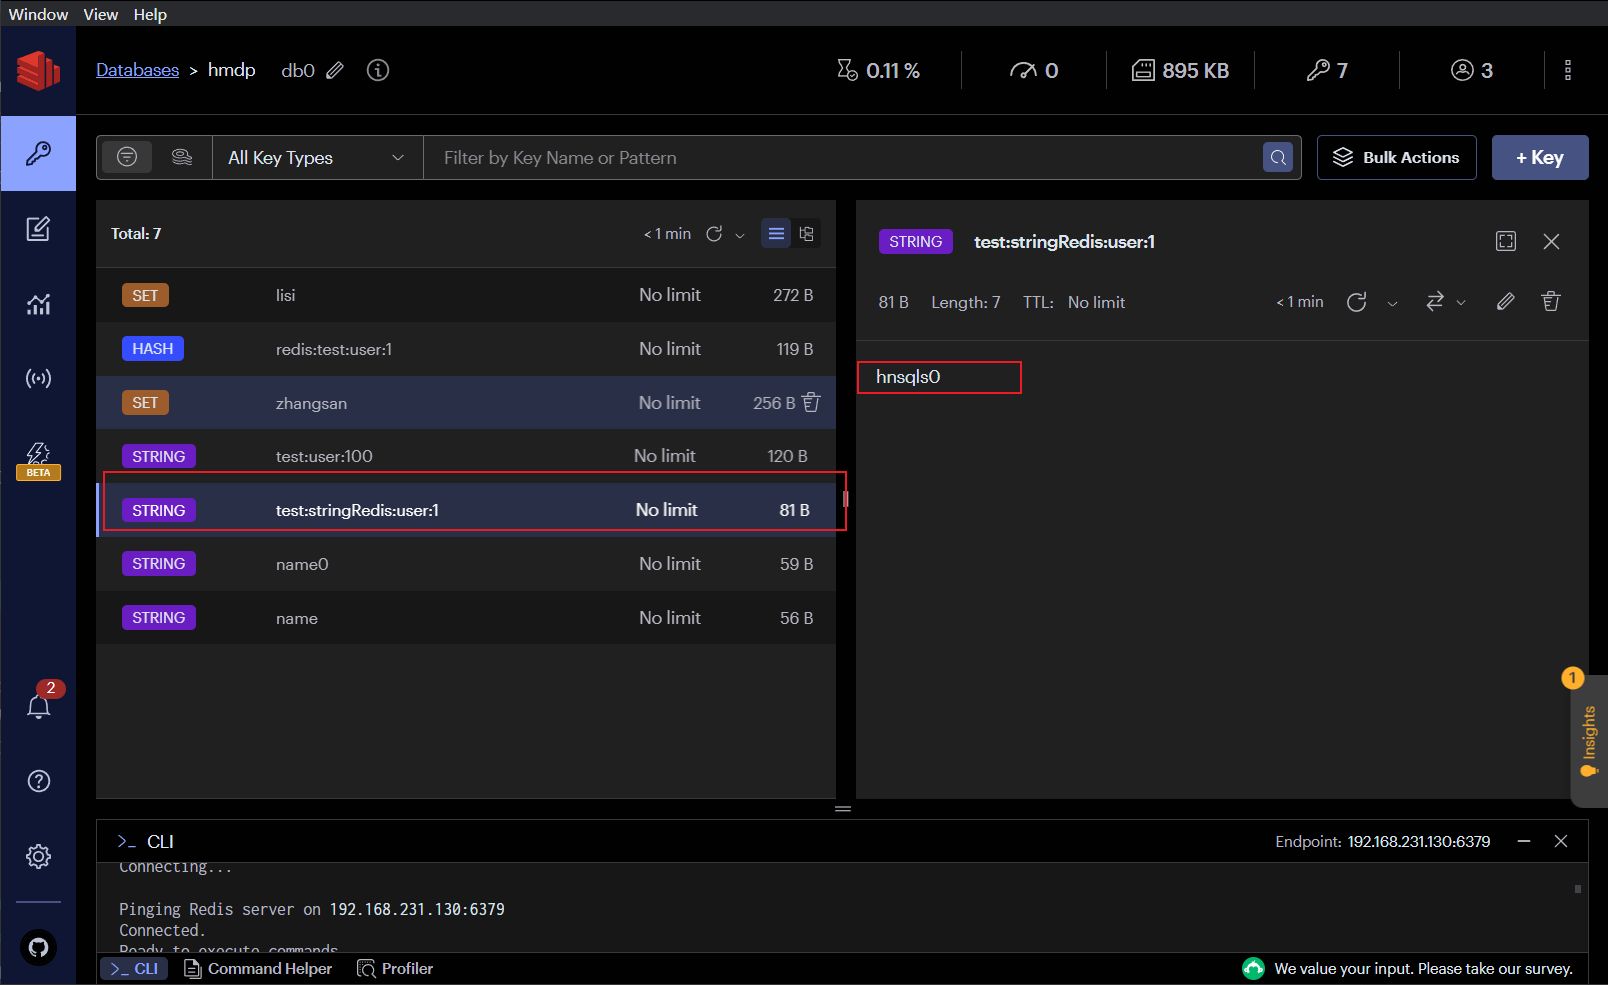 Window View Help
Databases > hmdp db0 0.11 % 0 895 KB 7 3
All Key Types Filter by Key Name or Pattern Bulk Actions + Key
Total: 7 < 1 min
SET lisi No limit 272 B
HASH redis:test:user:1 No limit 119 B
SET zhangsan No limit 256 B
STRING test:user:100 No limit 120 B
STRING test:stringRedis:user:1 No limit 81 B
STRING name0 No limit 59 B
STRING name No limit 56 B
STRING test:stringRedis:user:1
81 B Length: 7 TTL: No limit < 1 min
hnsqls0
BETA
2
1
Insights
>_ CLI Endpoint: 192.168.231.130:6379
Connecting...
Pinging Redis server on 192.168.231.130:6379
Connected.
Ready to execute commands.
>_ CLI Command Helper Profiler We value your input. Please take our survey.